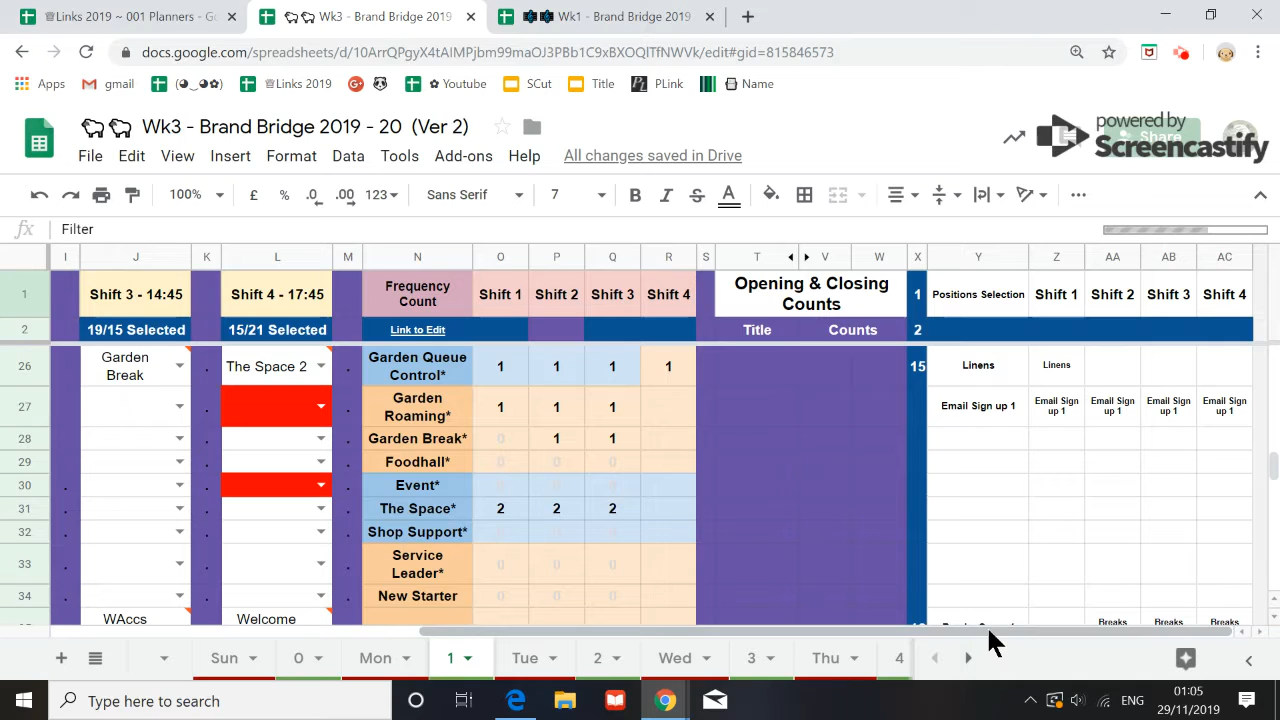 Links 2019 ~ 001 Planners - Go
Wk3 - Brand Bridge 2019
Wk1 - Brand Bridge 2019
docs.google.com/spreadsheets/d/10ArrQPgyX4tAIMPjbm99maOJ3PBb1C9xBXOQITfNWVk/edit#gid=815846573
Apps
gmail
Links 2019
Youtube
SCut
Title
PLink
Name
Wk3 - Brand Bridge 2019 - 20 (Ver 2)
powered by
Screencastify
Share
File Edit View Insert Format Data Tools Add-ons Help All changes saved in Drive
100% £ % .0 .00 123 Sans Serif 7 B I S A
fx Filter
I J K L M N O P Q R S T V W X Y Z AA AB AC
1 Shift 3 - 14:45 Shift 4 - 17:45 Frequency Count Shift 1 Shift 2 Shift 3 Shift 4 Opening & Closing Counts 1 Positions Selection Shift 1 Shift 2 Shift 3 Shift 4
2 19/15 Selected 15/21 Selected Link to Edit Title Counts 2
26 Garden Break . The Space 2 . Garden Queue Control* 1 1 1 1 15 Linens Linens
27 . . Garden Roaming* 1 1 1 Email Sign up 1 Email Sign up 1 Email Sign up 1 Email Sign up 1 Email Sign up 1
28 . . Garden Break* 0 1 1
29 . . Foodhall* 0 0 0
30 . . . Event* 0 0 0
31 . . . The Space* 2 2 2
32 . . . Shop Support* 0 0 0
33 . . . Service Leader* 0 0 0
34 . . . New Starter 0 0 0
WAccs Welcome Breaks Breaks Breaks
+ Sun 0 Mon 1 Tue 2 Wed 3 Thu 4
Type here to search
ENG
01:05
29/11/2019